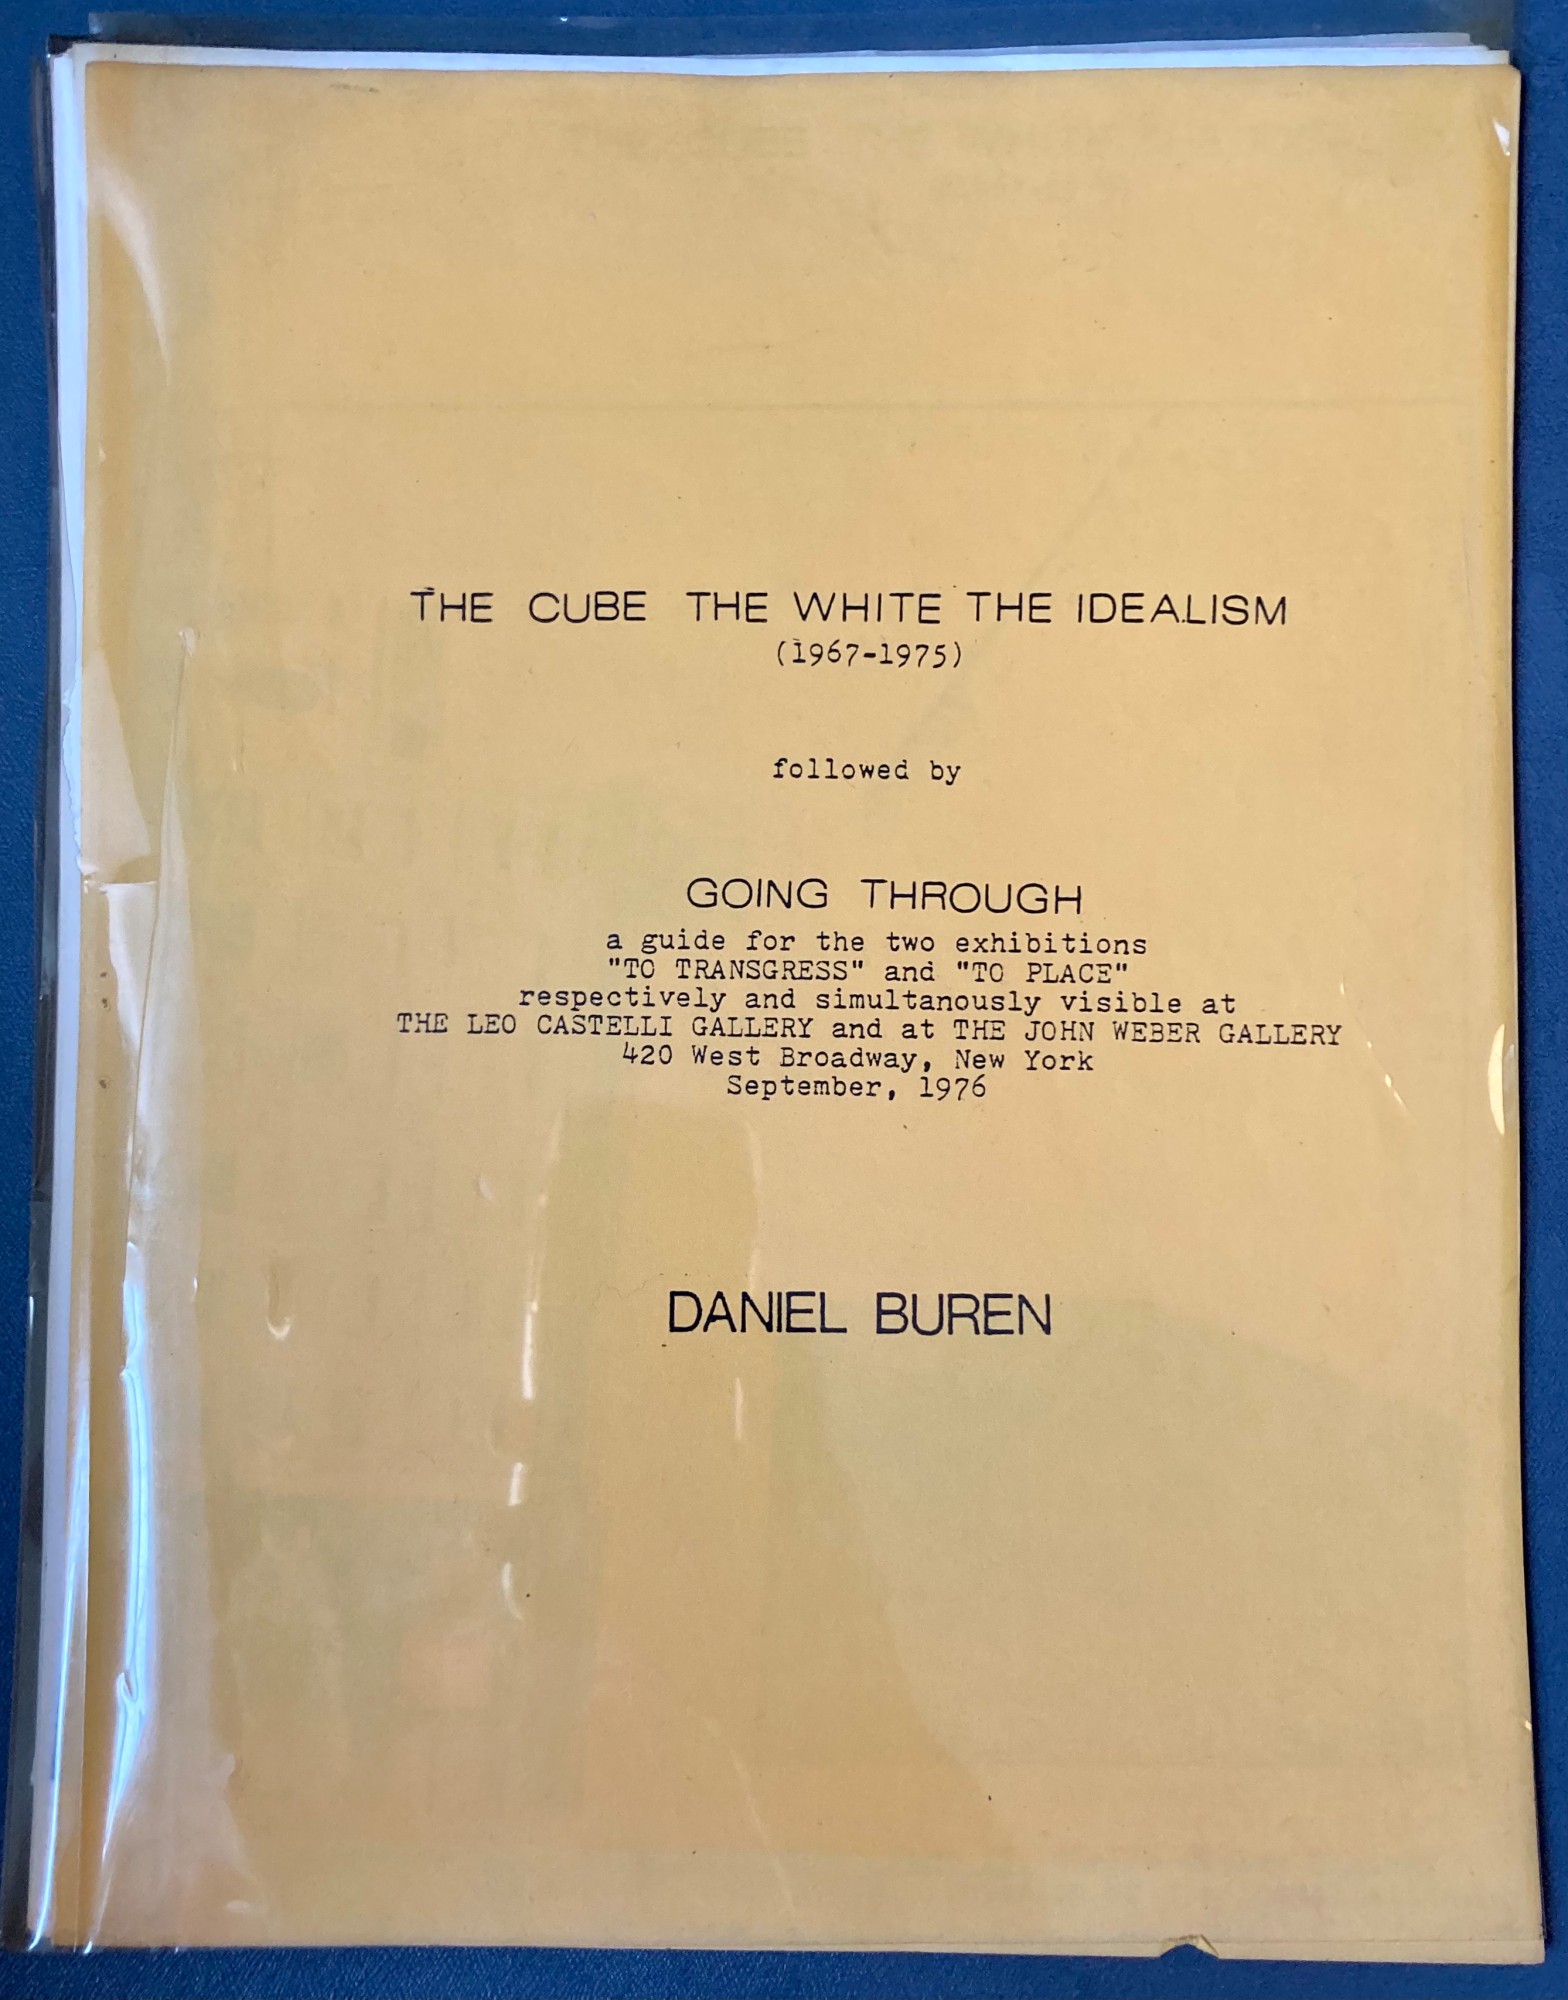 THE CUBE THE WHITE THE IDEALISM
(1967-1975)
followed by
GOING THROUGH
a guide for the two exhibitions
"TO TRANSGRESS" and "TO PLACE"
respectively and simultanously visible at
THE LEO CASTELLI GALLERY and at THE JOHN WEBER GALLERY
420 West Broadway, New York
September, 1976
DANIEL BUREN